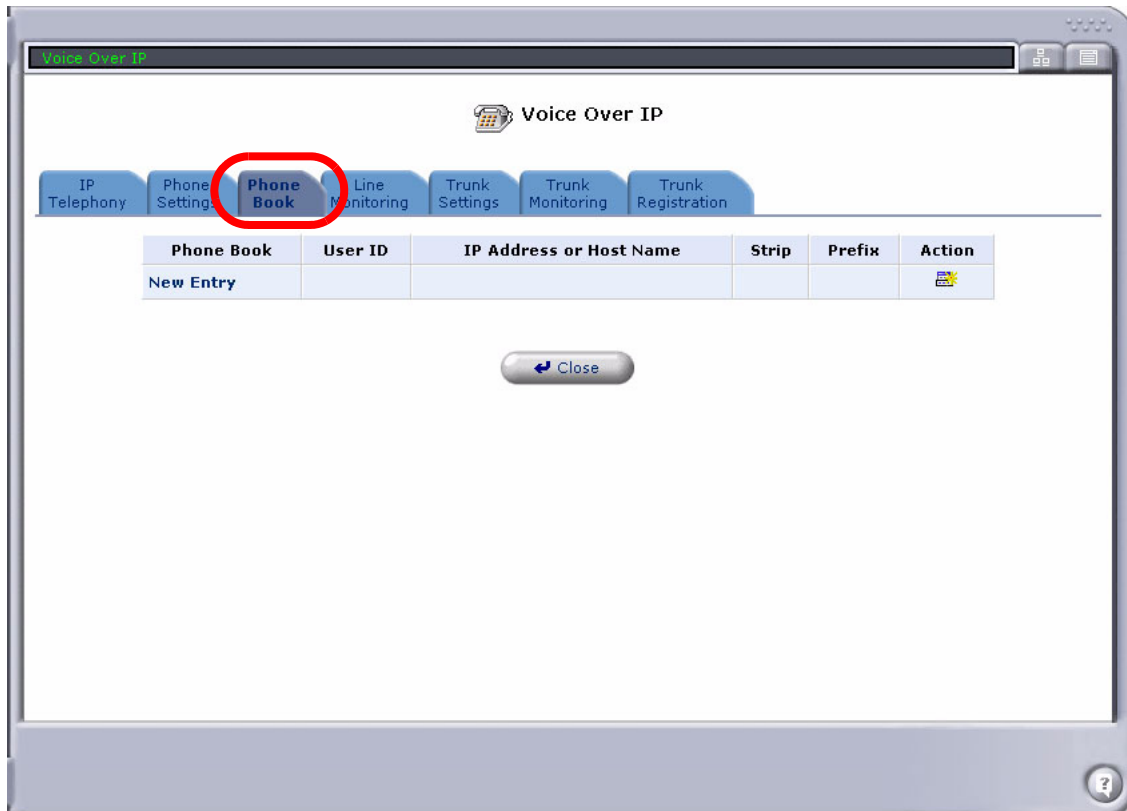 Voice Over IP
Voice Over IP
IP Telephony
Phone Settings
Phone Book
Line Monitoring
Trunk Settings
Trunk Monitoring
Trunk Registration
Phone Book User ID IP Address or Host Name Strip Prefix Action
New Entry
Close
?